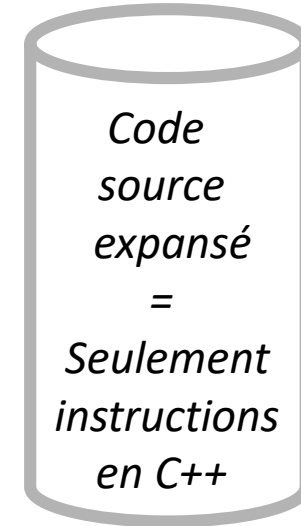 Code
source
expansé
=
Seulement
instructions
en C++